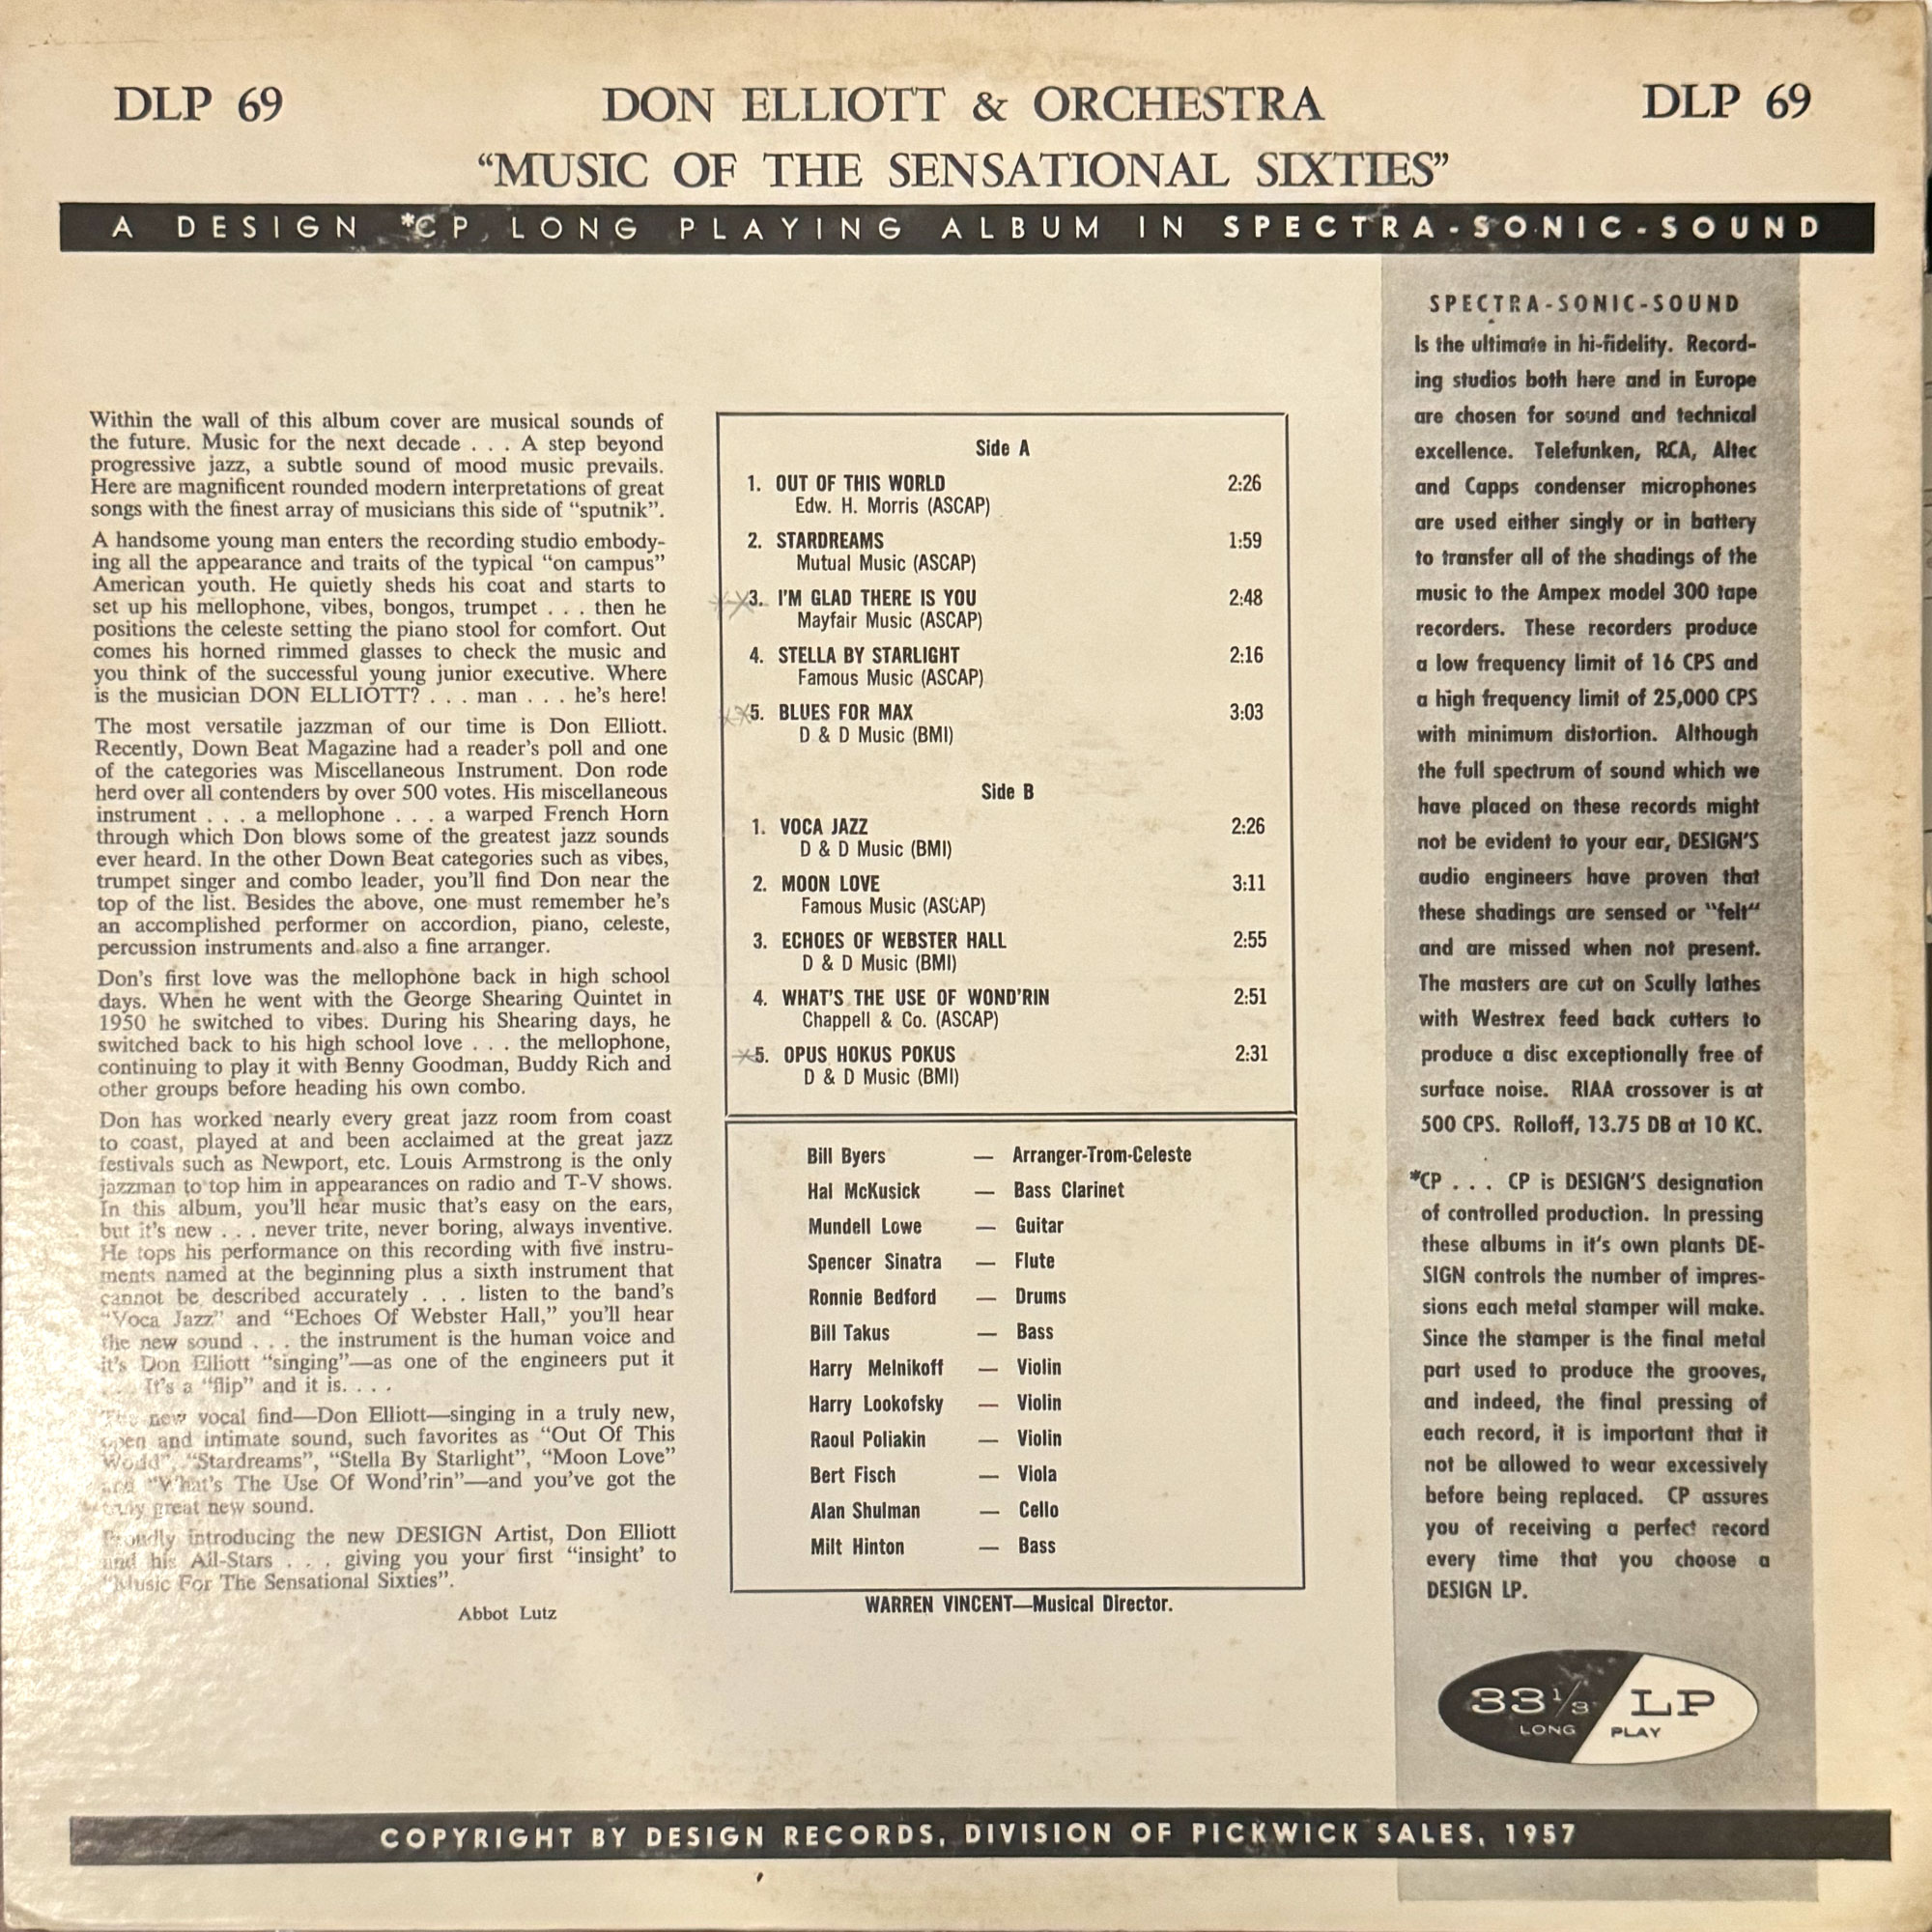 DLP 69
DON ELLIOTT & ORCHESTRA
DLP 69
“MUSIC OF THE SENSATIONAL SIXTIES”
A DESIGN *CP LONG PLAYING ALBUM IN SPECTRA-SONIC-SOUND
Within the wall of this album cover are musical sounds of
the future. Music for the next decade . . . A step beyond
progressive jazz, a subtle sound of mood music prevails.
Here are magnificent rounded modern interpretations of great
songs with the finest array of musicians this side of “sputnik”.
A handsome young man enters the recording studio embody-
ing all the appearance and traits of the typical “on campus”
American youth. He quietly sheds his coat and starts to
set up his mellophone, vibes, bongos, trumpet . . . then he
positions the celeste setting the piano stool for comfort. Out
comes his horned rimmed glasses to check the music and
you think of the successful young junior executive. Where
is the musician DON ELLIOTT? . . . man . . . he’s here!
The most versatile jazzman of our time is Don Elliott.
Recently, Down Beat Magazine had a reader’s poll and one
of the categories was Miscellaneous Instrument. Don rode
herd over all contenders by over 500 votes. His miscellaneous
instrument . . . a mellophone . . . a warped French Horn
through which Don blows some of the greatest jazz sounds
ever heard. In the other Down Beat categories such as vibes,
trumpet singer and combo leader, you’ll find Don near the
top of the list. Besides the above, one must remember he’s
an accomplished performer on accordion, piano, celeste,
percussion instruments and also a fine arranger.
Don’s first love was the mellophone back in high school
days. When he went with the George Shearing Quintet in
1950 he switched to vibes. During his Shearing days, he
switched back to his high school love . . . the mellophone,
continuing to play it with Benny Goodman, Buddy Rich and
other groups before heading his own combo.
Don has worked nearly every great jazz room from coast
to coast, played at and been acclaimed at the great jazz
festivals such as Newport, etc. Louis Armstrong is the only
jazzman to top him in appearances on radio and T-V shows.
In this album, you’ll hear music that’s easy on the ears,
but it’s new . . . never trite, never boring, always inventive.
He tops his performance on this recording with five instru-
ments named at the beginning plus a sixth instrument that
cannot be described accurately . . . listen to the band’s
“Voca Jazz” and “Echoes Of Webster Hall,” you’ll hear
the new sound . . . the instrument is the human voice and
it’s Don Elliott “singing”—as one of the engineers put it
. . . It’s a “flip” and it is. . . .
The new vocal find—Don Elliott—singing in a truly new,
open and intimate sound, such favorites as “Out Of This
World”, “Stardreams”, “Stella By Starlight”, “Moon Love”
and “What’s The Use Of Wond’rin”—and you’ve got the
truly great new sound.
Proudly introducing the new DESIGN Artist, Don Elliott
and his All-Stars . . . giving you your first “insight’ to
“Music For The Sensational Sixties”.
Abbot Lutz
Side A
1. OUT OF THIS WORLD 2:26
Edw. H. Morris (ASCAP)
2. STARDREAMS 1:59
Mutual Music (ASCAP)
3. I’M GLAD THERE IS YOU 2:48
Mayfair Music (ASCAP)
4. STELLA BY STARLIGHT 2:16
Famous Music (ASCAP)
5. BLUES FOR MAX 3:03
D & D Music (BMI)
Side B
1. VOCA JAZZ 2:26
D & D Music (BMI)
2. MOON LOVE 3:11
Famous Music (ASCAP)
3. ECHOES OF WEBSTER HALL 2:55
D & D Music (BMI)
4. WHAT’S THE USE OF WOND’RIN 2:51
Chappell & Co. (ASCAP)
5. OPUS HOKUS POKUS 2:31
D & D Music (BMI)
Bill Byers — Arranger-Trom-Celeste
Hal McKusick — Bass Clarinet
Mundell Lowe — Guitar
Spencer Sinatra — Flute
Ronnie Bedford — Drums
Bill Takus — Bass
Harry Melnikoff — Violin
Harry Lookofsky — Violin
Raoul Poliakin — Violin
Bert Fisch — Viola
Alan Shulman — Cello
Milt Hinton — Bass
WARREN VINCENT—Musical Director.
SPECTRA-SONIC-SOUND
Is the ultimate in hi-fidelity. Record-
ing studios both here and in Europe
are chosen for sound and technical
excellence. Telefunken, RCA, Altec
and Capps condenser microphones
are used either singly or in battery
to transfer all of the shadings of the
music to the Ampex model 300 tape
recorders. These recorders produce
a low frequency limit of 16 CPS and
a high frequency limit of 25,000 CPS
with minimum distortion. Although
the full spectrum of sound which we
have placed on these records might
not be evident to your ear, DESIGN’S
audio engineers have proven that
these shadings are sensed or “felt“
and are missed when not present.
The masters are cut on Scully lathes
with Westrex feed back cutters to
produce a disc exceptionally free of
surface noise. RIAA crossover is at
500 CPS. Rolloff, 13.75 DB at 10 KC.
*CP . . . CP is DESIGN’S designation
of controlled production. In pressing
these albums in it’s own plants DE-
SIGN controls the number of impres-
sions each metal stamper will make.
Since the stamper is the final metal
part used to produce the grooves,
and indeed, the final pressing of
each record, it is important that it
not be allowed to wear excessively
before being replaced. CP assures
you of receiving a perfect record
every time that you choose a
DESIGN LP.
33 1/3 LP
LONG PLAY
COPYRIGHT BY DESIGN RECORDS, DIVISION OF PICKWICK SALES, 1957